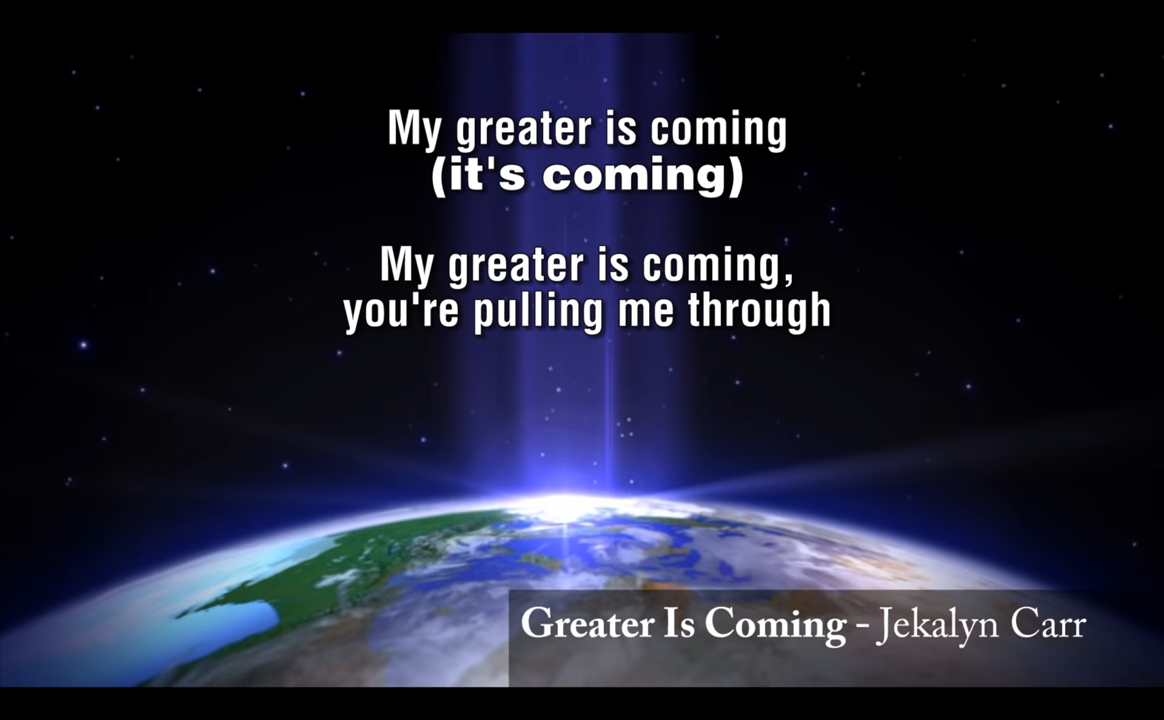 My greater is coming
(it's coming)
My greater is coming,
you're pulling me through
Greater Is Coming - Jekalyn Carr